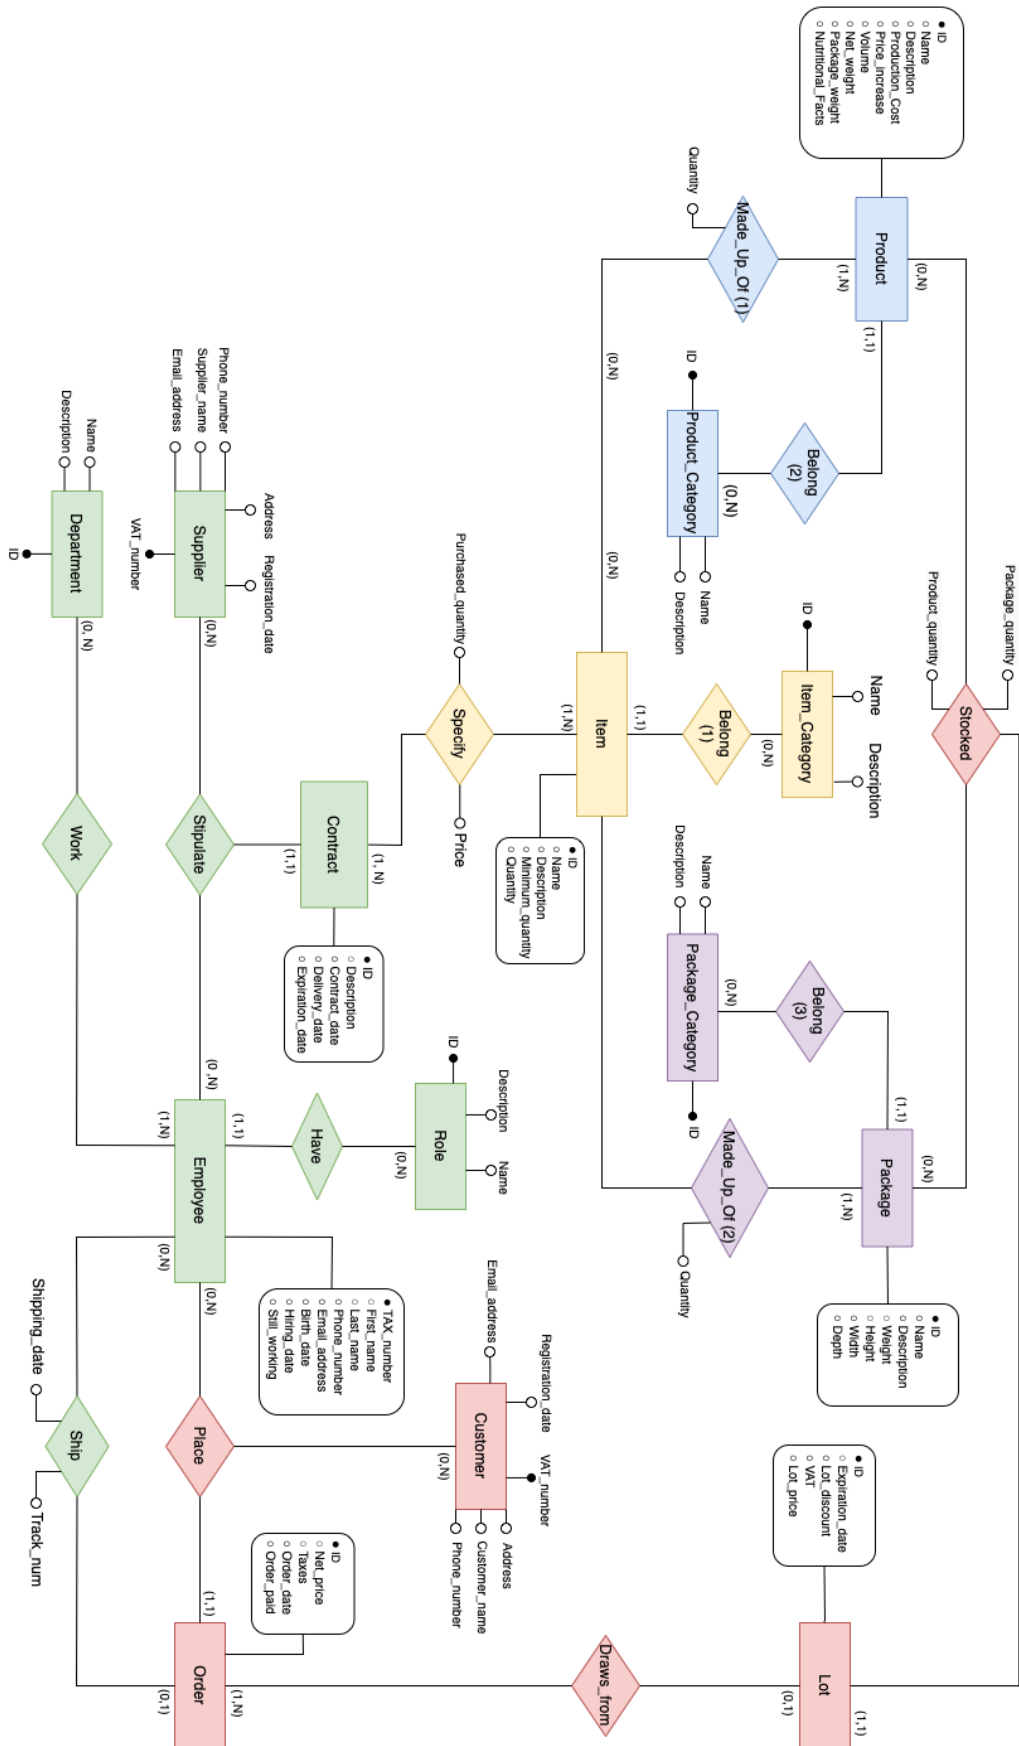 ● ID
○ Name
○ Description
○ Production_Cost
○ Price_increase
○ Volume
○ Net_weight
○ Package_weight
○ Nutritional_Facts
Product
(0,N)
(1,N)
(1,1)
Quantity
Made_Up_Of (1)
(0,N)
Belong
(2)
ID
Product_Category
(0,N)
Name
Description
Package_quantity
Product_quantity
Stocked
ID
Item_Category
Name
Description
(0,N)
Belong
(1)
(0,N)
(1,1)
Item
(1,N)
● ID
○ Name
○ Description
○ Minimum_quantity
○ Quantity
Name
Description
Package_Category
(0,N)
ID
Belong
(3)
(1,1)
(0,N)
Package
(1,N)
Made_Up_Of (2)
Quantity
● ID
○ Name
○ Description
○ Weight
○ Height
○ Width
○ Depth
Purchased_quantity
Specify
Price
Phone_number
Supplier_name
Email_address
Address
Registration_date
Supplier
VAT_number
(0,N)
Name
Description
Department
ID
(0, N)
Work
Stipulate
Contract
(1,1)
(1, N)
● ID
○ Description
○ Contract_date
○ Delivery_date
○ Expiration_date
ID
Description
Role
Name
(0,N)
Have
(0 ,N)
(1,1)
(1,N)
Employee
(0,N)
(0,N)
● TAX_number
○ First_name
○ Last_name
○ Phone_number
○ Email_address
○ Birth_date
○ Hiring_date
○ Still_working
Email_address
Registration_date
Customer
VAT_number
(0,N)
Address
Customer_name
Phone_number
Shipping_date
Ship
Track_num
Place
● ID
○ Net_price
○ Taxes
○ Order_date
○ Order_paid
(1,1)
Order
(0,1)
(1,N)
Draws_from
● ID
○ Expiration_date
○ Lot_discount
○ VAT
○ Lot_price
Lot
(0,1)
(1,1)